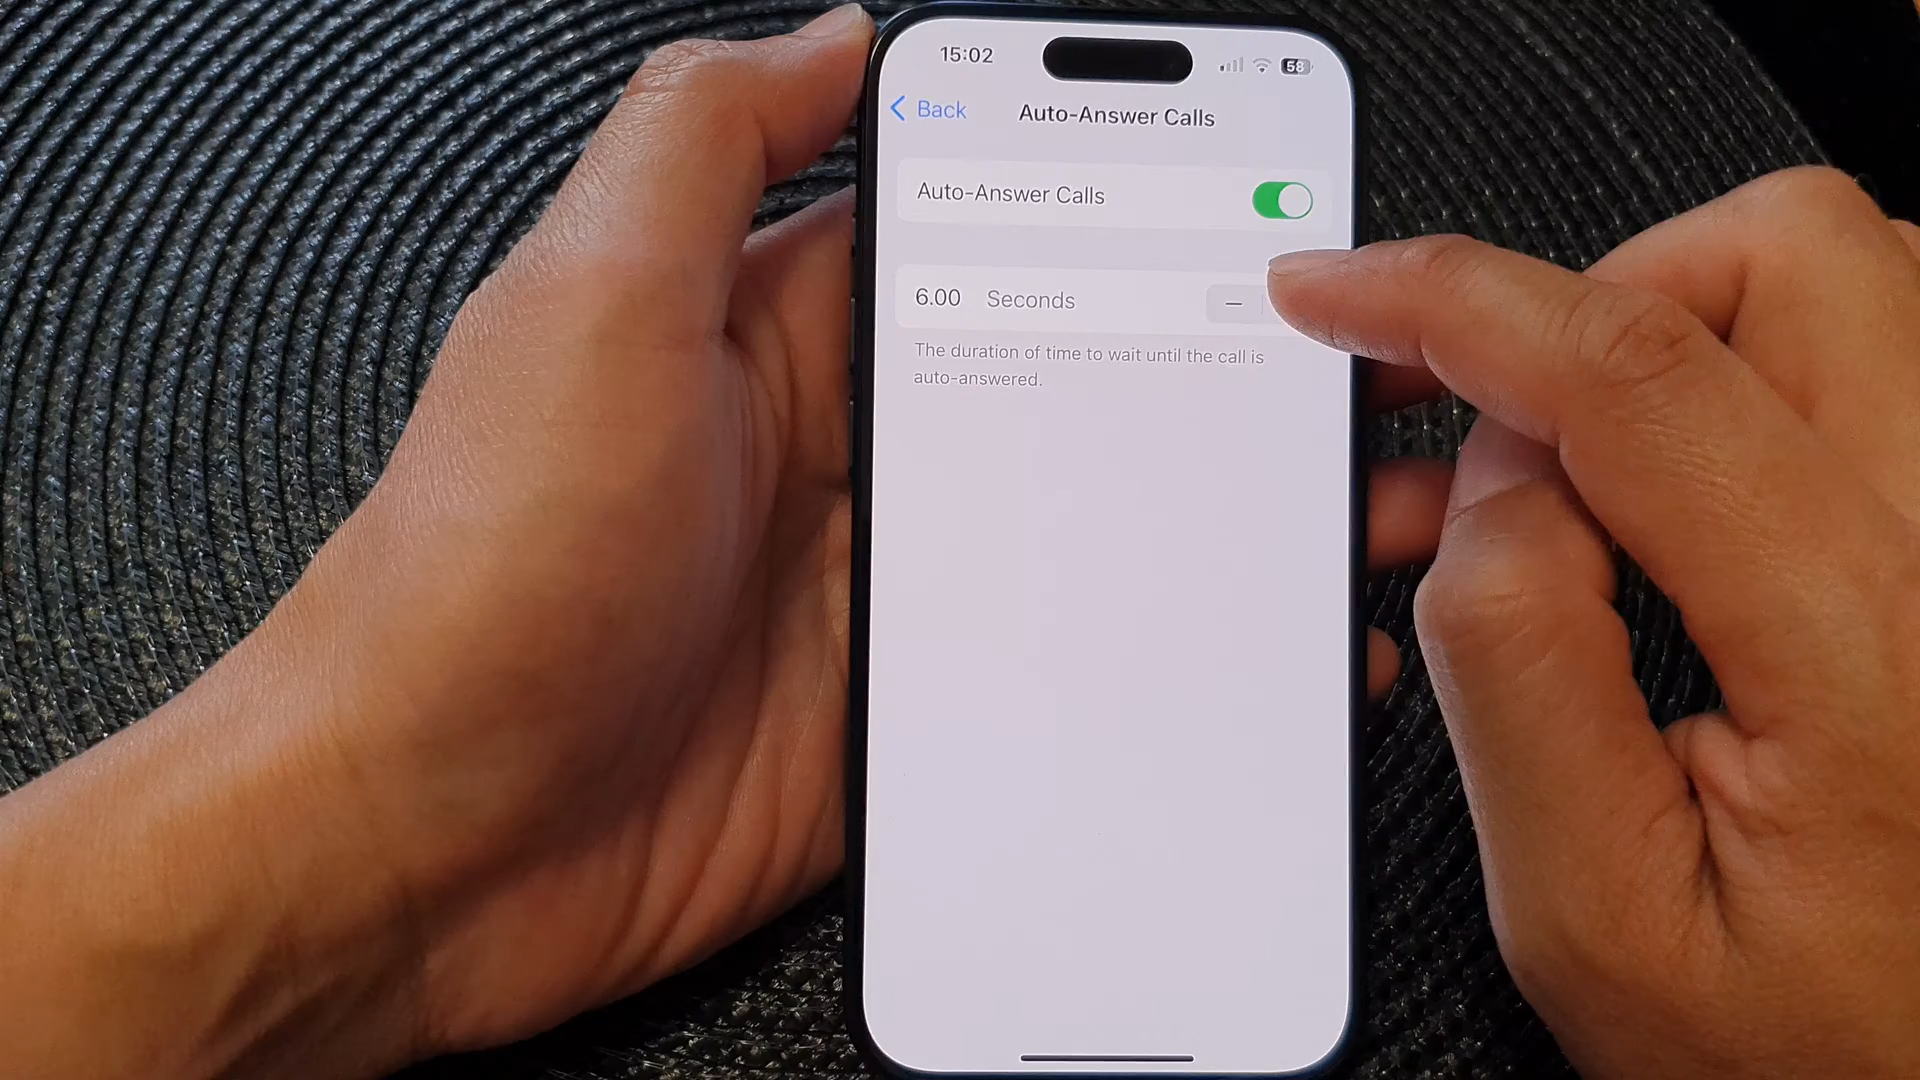 15:02
58
Back
Auto-Answer Calls
Auto-Answer Calls
6.00 Seconds
The duration of time to wait until the call is
auto-answered.